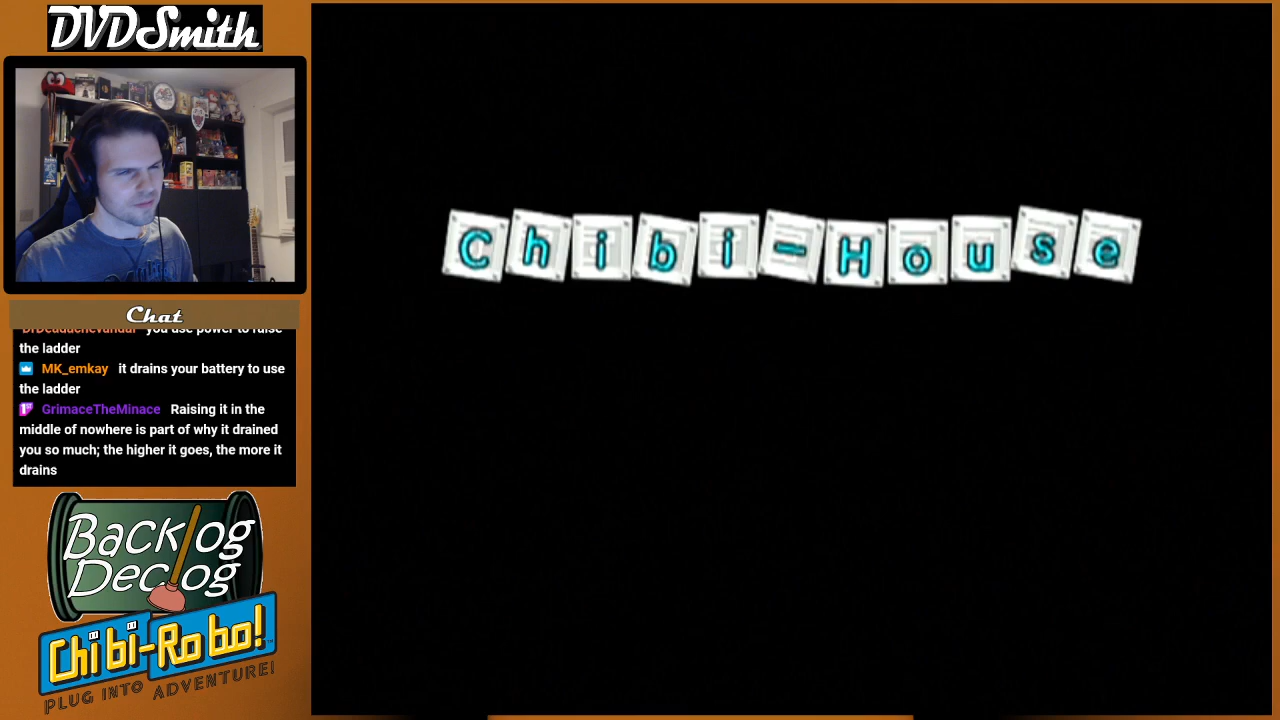 DVDSmith
Chibi-House
Chat
DrDeadacheVandal you use power to raise
the ladder
MK_emkay it drains your battery to use
the ladder
1ST GrimaceTheMinace Raising it in the
middle of nowhere is part of why it drained
you so much; the higher it goes, the more it
drains
Backlog
Declog
Chibi-Robo!
PLUG INTO ADVENTURE!